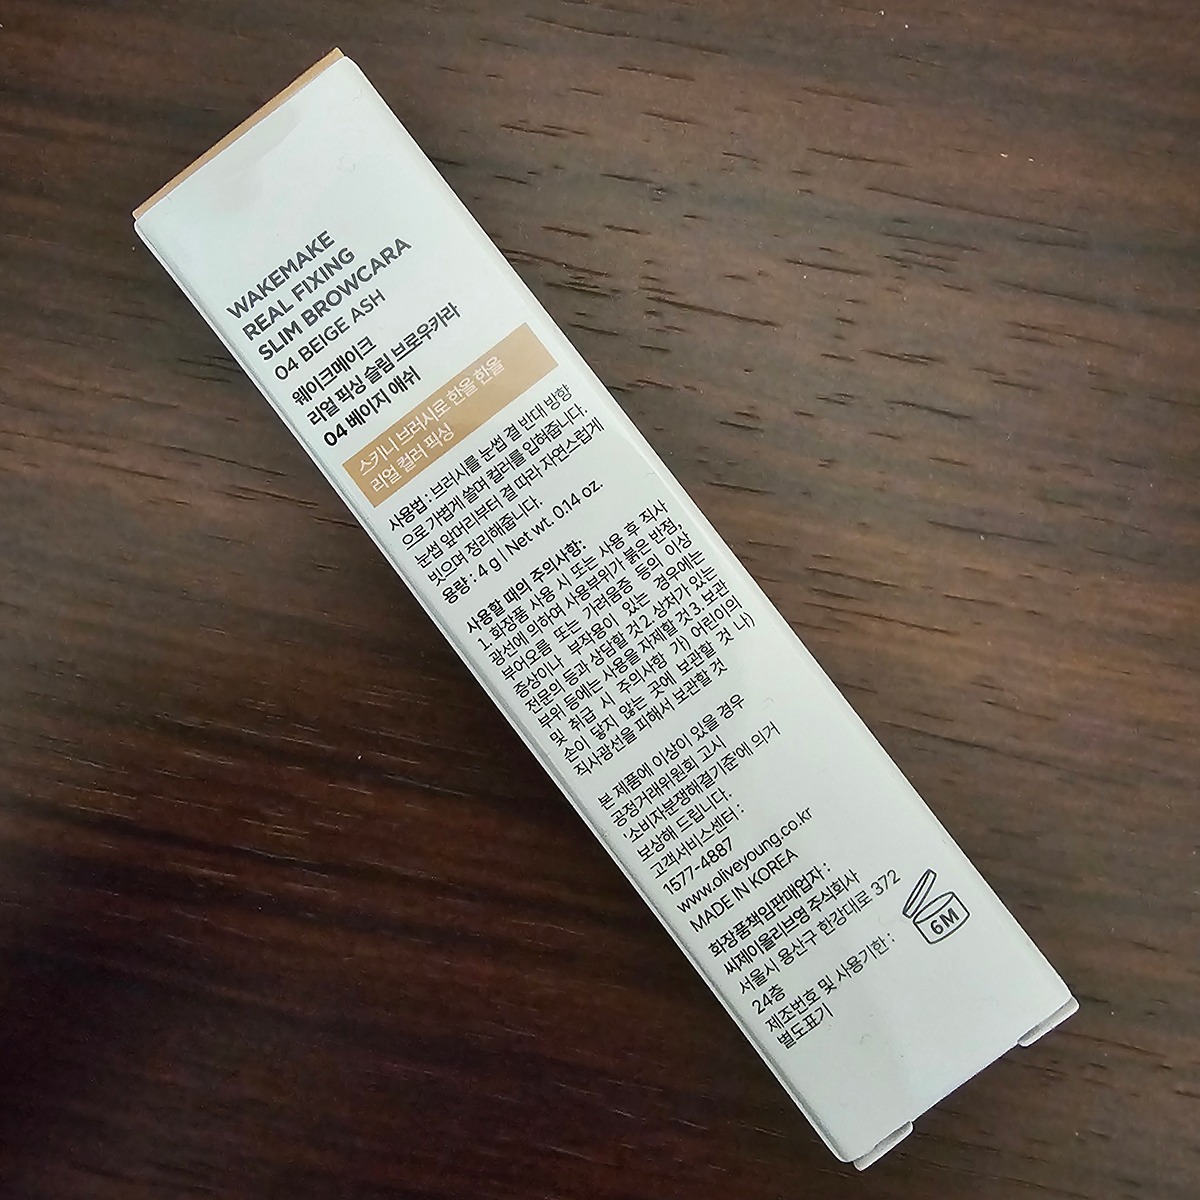 WAKEMAKE
REAL FIXING
SLIM BROWCARA
04 BEIGE ASH
웨이크메이크
리얼 픽싱 슬림 브로우카라
04 베이지 애쉬
스키니 브러시로 한올 한올
리얼 컬러 픽싱
사용법 : 브러시를 눈썹 결 반대 방향
으로 가볍게 쓸며 컬러를 입혀줍니다.
눈썹 앞머리부터 결 따라 자연스럽게
빗으며 정리해줍니다.
용량 : 4 g | Net wt. 0.14 oz.
사용할 때의 주의사항:
1. 화장품 사용 시 또는 사용 후 직사
광선에 의하여 사용부위가 붉은 반점,
부어오름 또는 가려움증 등의 이상
증상이나 부작용이 있는 경우에는
전문의 등과 상담할 것 2. 상처가 있는
부위 등에는 사용을 자제할 것 3. 보관
및 취급 시 주의사항 가) 어린이의
손이 닿지 않는 곳에 보관할 것 나)
직사광선을 피해서 보관할 것
본 제품에 이상이 있을 경우
공정거래위원회 고시
'소비자분쟁해결기준'에 의거
보상해 드립니다.
고객서비스센터 :
1577-4887
www.oliveyoung.co.kr
MADE IN KOREA
화장품책임판매업자 :
씨제이올리브영 주식회사
서울시 용산구 한강대로 372
24층
제조번호 및 사용기한 :
별도표기
6M